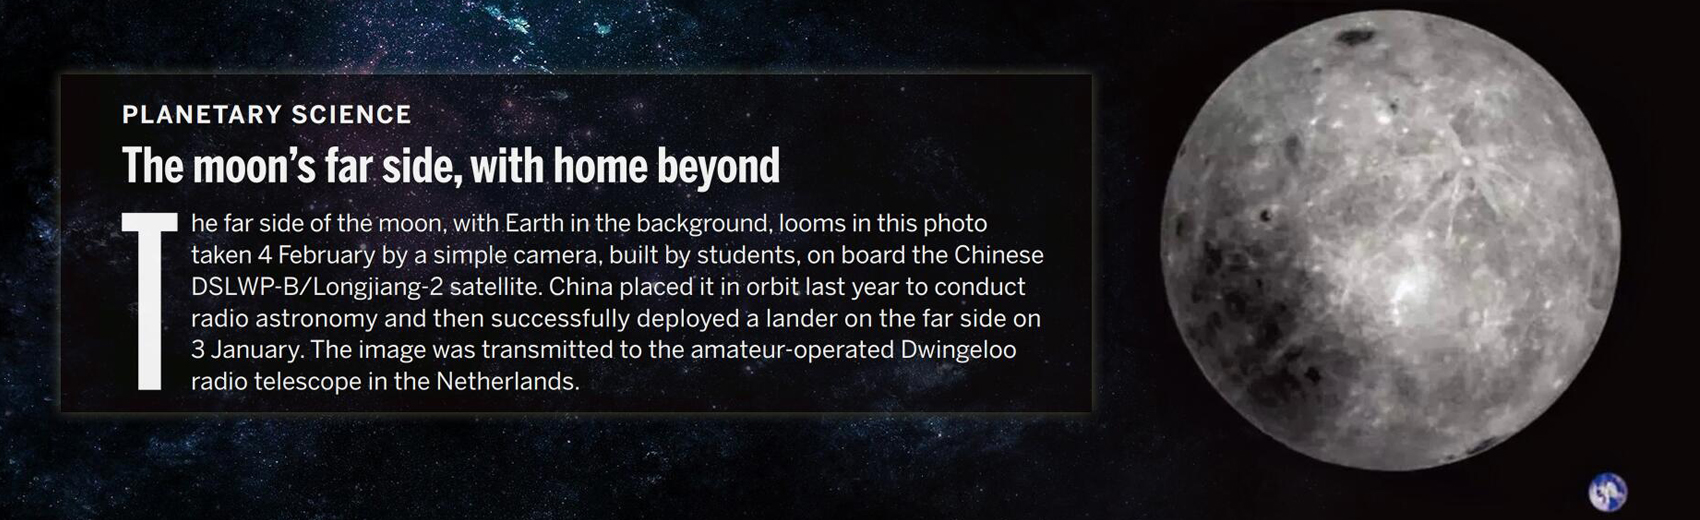 PLANETARY SCIENCE
The moon's far side, with home beyond
The far side of the moon, with Earth in the background, looms in this photo
taken 4 February by a simple camera, built by students, on board the Chinese
DSLWP-B/Longjiang-2 satellite. China placed it in orbit last year to conduct
radio astronomy and then successfully deployed a lander on the far side on
3 January. The image was transmitted to the amateur-operated Dwingeloo
radio telescope in the Netherlands.